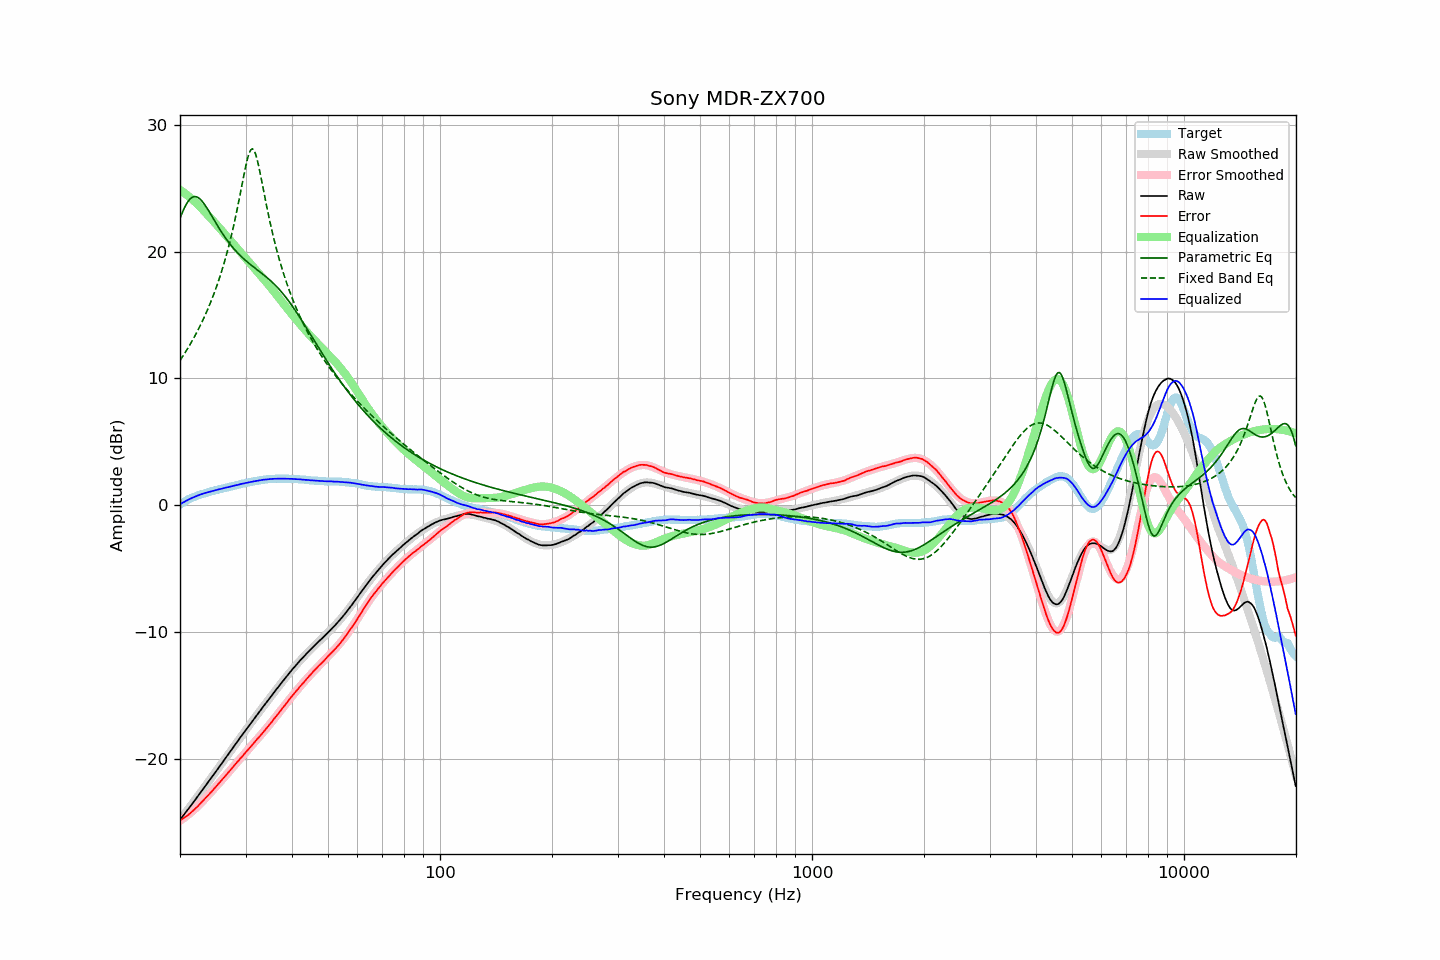 Sony MDR-ZX700
30
20
10
0
−10
−20
Amplitude (dBr)
100
1000
10000
Frequency (Hz)
Target
Raw Smoothed
Error Smoothed
Raw
Error
Equalization
Parametric Eq
Fixed Band Eq
Equalized